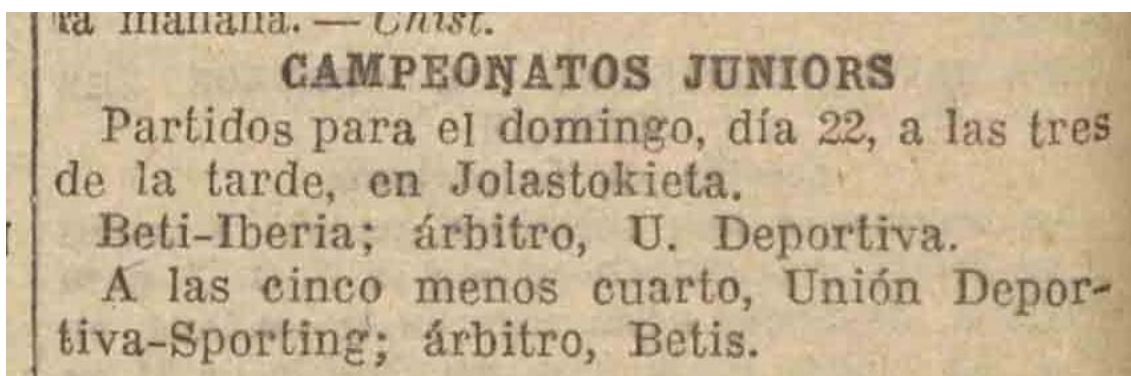 ra mañana. — Chist.
CAMPEONATOS JUNIORS
Partidos para el domingo, día 22, a las tres
de la tarde, en Jolastokieta.
Beti-Iberia; árbitro, U. Deportiva.
A las cinco menos cuarto, Unión Depor-
tiva-Sporting; árbitro, Betis.